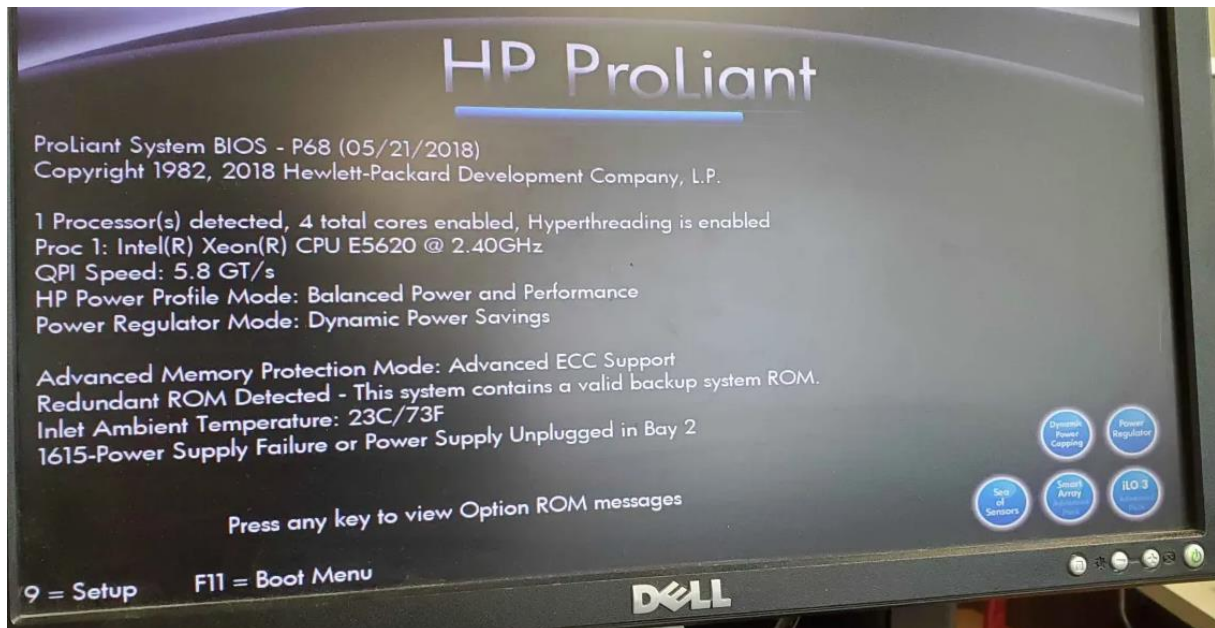 HP ProLiant
ProLiant System BIOS - P68 (05/21/2018)
Copyright 1982, 2018 Hewlett-Packard Development Company, L.P.
1 Processor(s) detected, 4 total cores enabled, Hyperthreading is enabled
Proc 1: Intel(R) Xeon(R) CPU E5620 @ 2.40GHz
QPI Speed: 5.8 GT/s
HP Power Profile Mode: Balanced Power and Performance
Power Regulator Mode: Dynamic Power Savings
Advanced Memory Protection Mode: Advanced ECC Support
Redundant ROM Detected - This system contains a valid backup system ROM.
Inlet Ambient Temperature: 23C/73F
1615-Power Supply Failure or Power Supply Unplugged in Bay 2
Dynamic
Power
Capping
Power
Regulator
Sea
of
Sensors
Smart
Array
Advanced
Pack
iLO 3
Advanced
Pack
Press any key to view Option ROM messages
9 = Setup F11 = Boot Menu
DELL